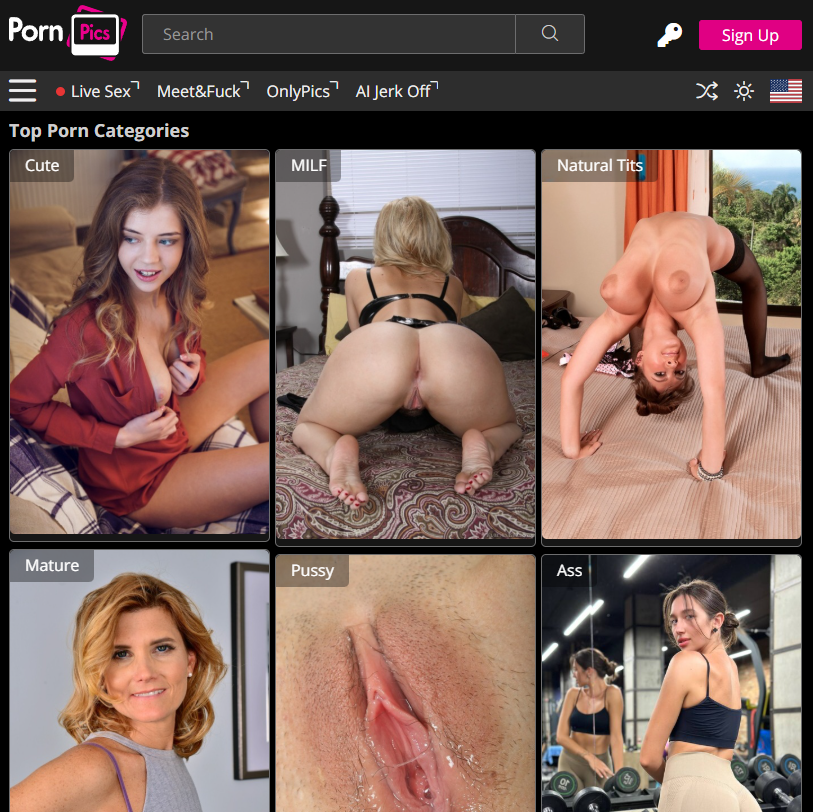 Porn Pics
Search
Sign Up
Live Sex Meet&Fuck OnlyPics AI Jerk Off
Top Porn Categories
Cute
MILF
Natural Tits
Mature
Pussy
Ass